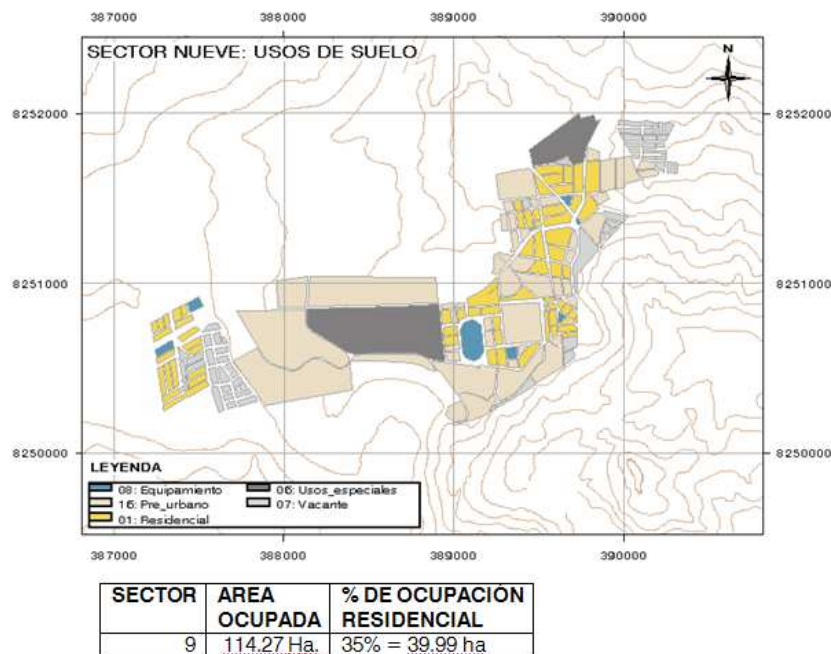 387000 388000 389000 390000
SECTOR NUEVE: USOS DE SUELO
N
8252000 8252000
8251000 8251000
8250000 8250000
LEYENDA
08: Equipamiento 06: Usos_especiales
16: Pre_urbano 07: Vacante
01: Residencial
387000 388000 389000 390000
SECTOR AREA OCUPADA % DE OCUPACIÓN RESIDENCIAL
9 114.27 Ha. 35% = 39.99 ha